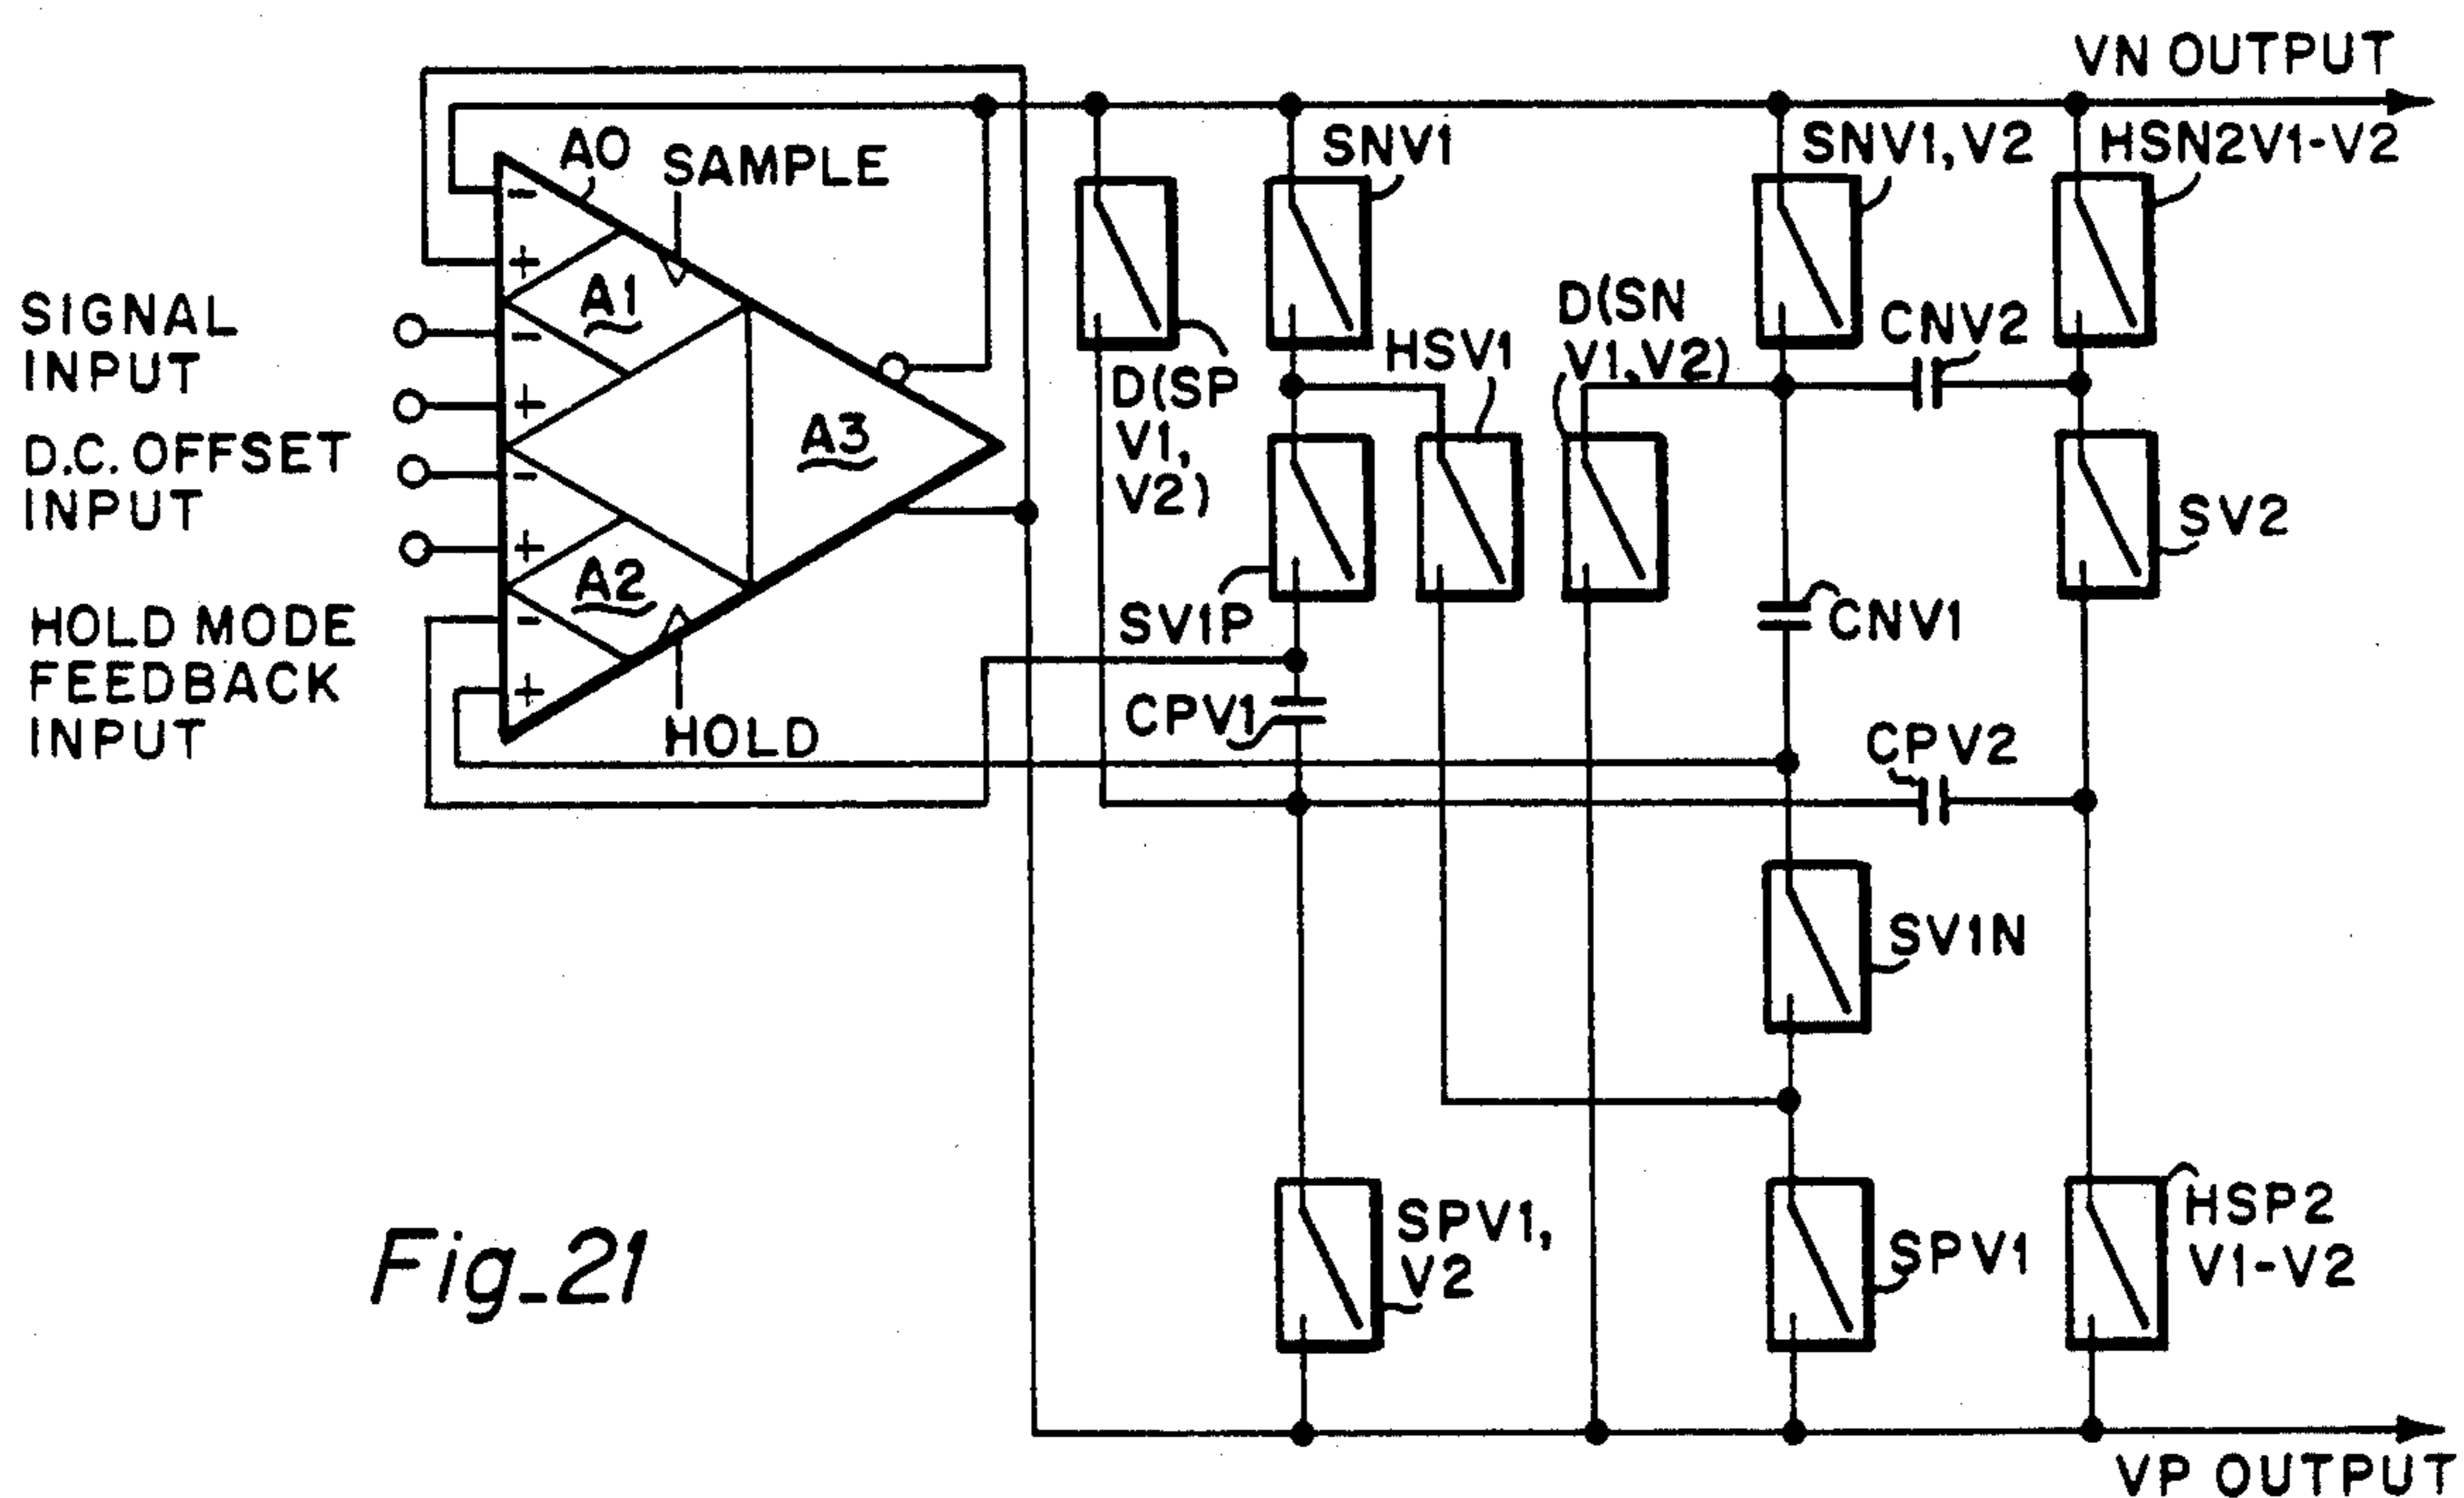 VN OUTPUT
A0
SAMPLE
SNV1
SNV1,V2
HSN2V1-V2
-
+
A1
SIGNAL
INPUT
-
+
D.C. OFFSET
INPUT
-
+
A3
A2
HOLD MODE
FEEDBACK
INPUT
-
+
HOLD
D(SP
V1,
V2)
HSV1
D(SN
V1,V2)
CNV2
SV2
SV1P
CNV1
CPV1
CPV2
SV1N
SPV1,
V2
SPV1
HSP2
V1-V2
Fig_21
VP OUTPUT